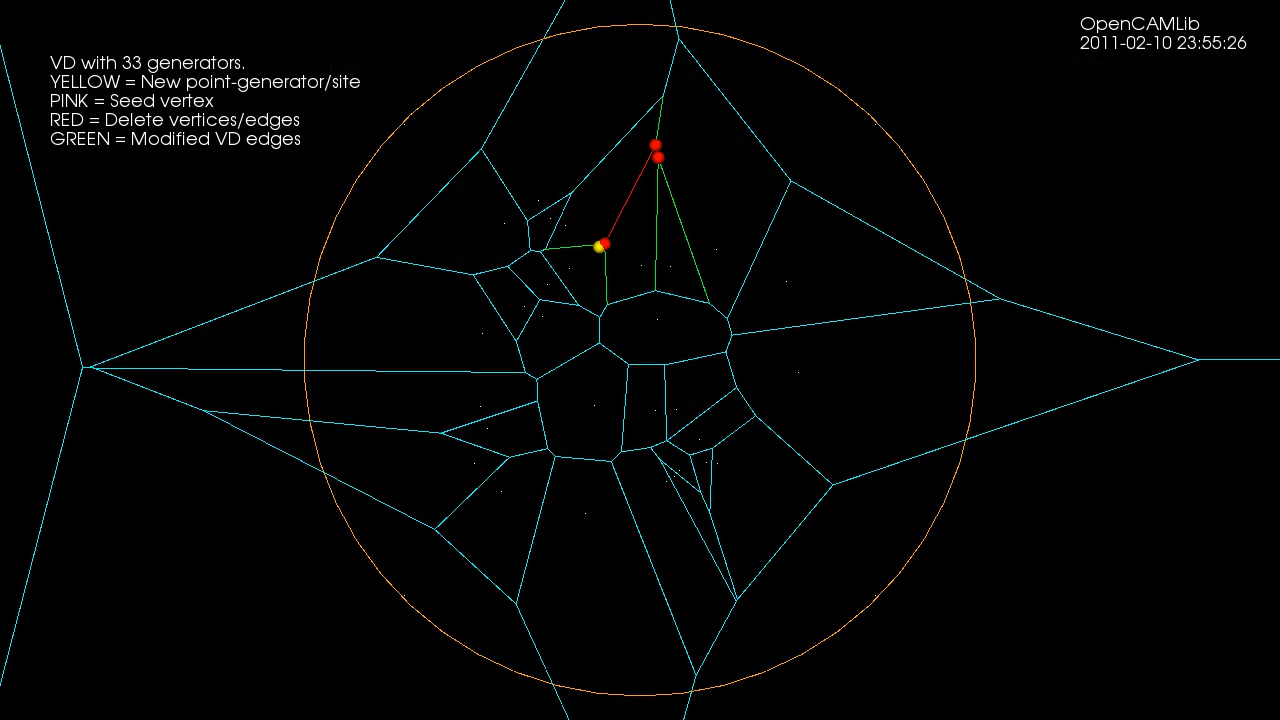 OpenCAMLib
2011-02-10 23:55:26
VD with 33 generators.
YELLOW = New point-generator/site
PINK = Seed vertex
RED = Delete vertices/edges
GREEN = Modified VD edges